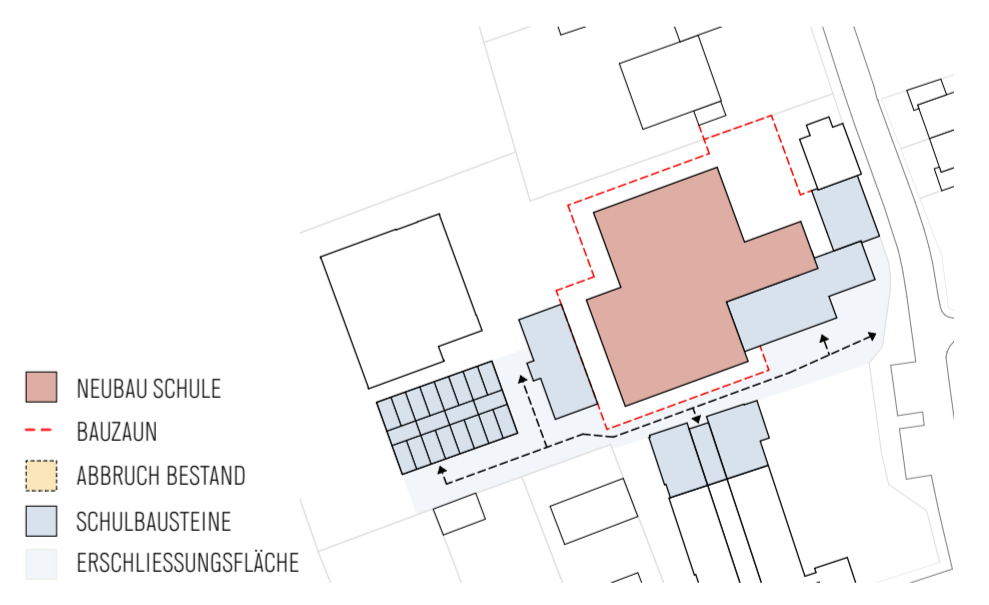 NEUBAU SCHULE
BAUZAUN
ABBRUCH BESTAND
SCHULBAUSTEINE
ERSCHLIESSUNGSFLÄCHE